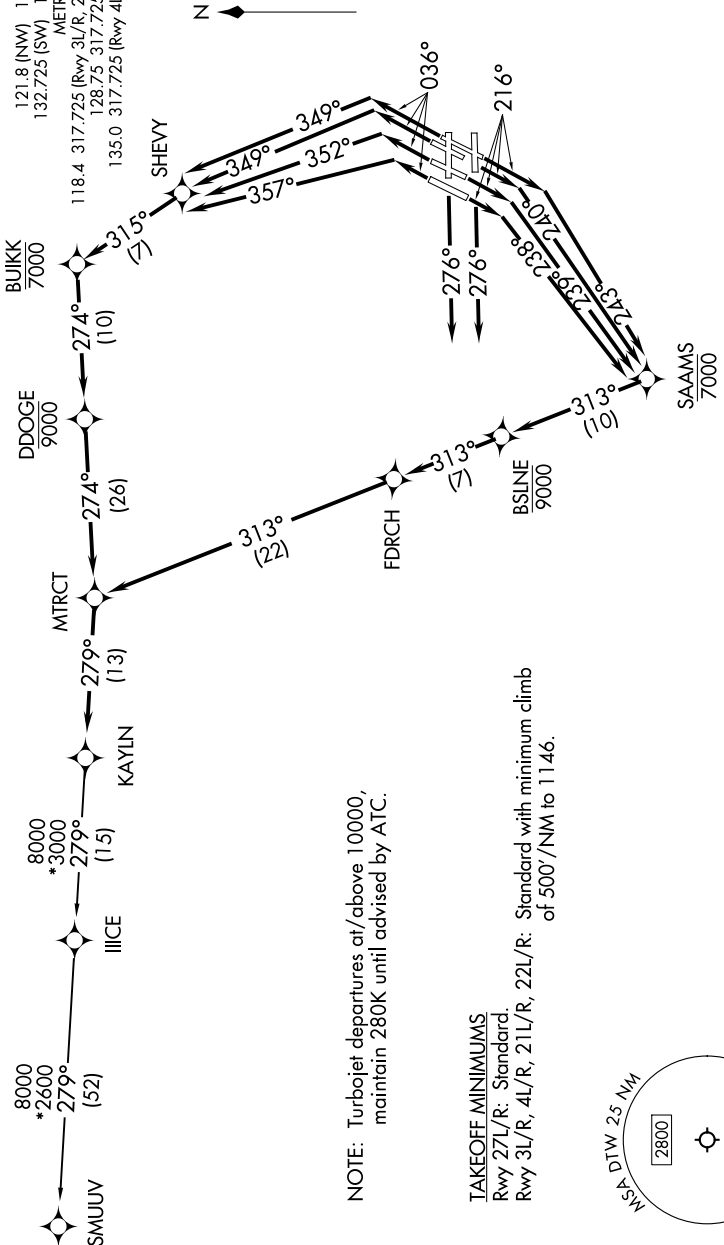 121.8 (NW) 1
132.725 (SW) 1
METR
118.4 317.725 (Rwy 3L/R, 2
128.75 317.725
135.0 317.725 (Rwy 4L
N
SHEVY
349°
349°
352°
357°
036°
216°
276°
276°
240°
238°
239°
243°
315°
(7)
BUIKK
7000
274°
(10)
DDOGE
9000
274°
(26)
MTRCT
SAAMS
7000
313°
(10)
BSLNE
9000
313°
(7)
FDRCH
313°
(22)
279°
(13)
KAYLN
8000
*3000
279°
(15)
IIICE
8000
*2600
279°
(52)
SMUUV
NOTE: Turbojet departures at/above 10000,
maintain 280K until advised by ATC.
TAKEOFF MINIMUMS
Rwy 27L/R: Standard.
Rwy 3L/R, 4L/R, 21L/R, 22L/R: Standard with minimum climb
of 500'/NM to 1146.
MSA DTW 25 NM
2800